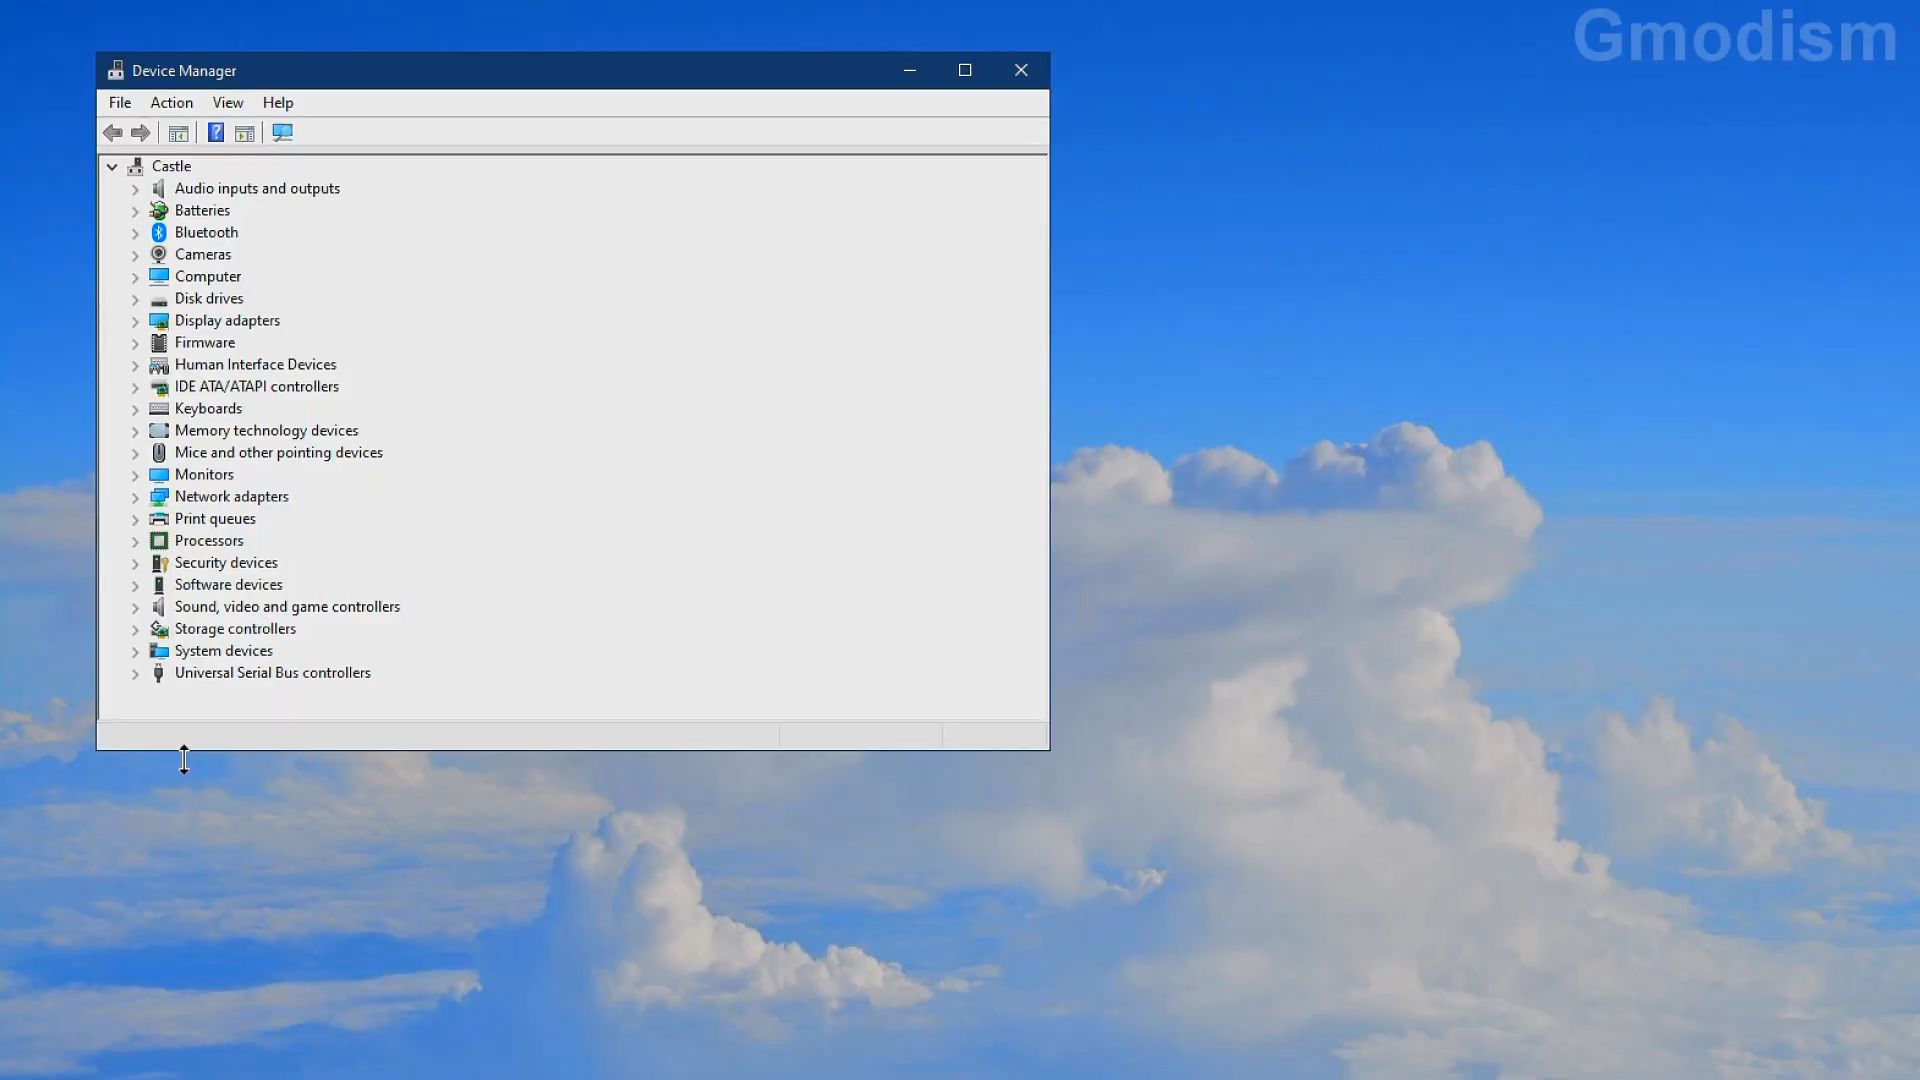 Gmodism
Device Manager
File Action View Help
Castle
Audio inputs and outputs
Batteries
Bluetooth
Cameras
Computer
Disk drives
Display adapters
Firmware
Human Interface Devices
IDE ATA/ATAPI controllers
Keyboards
Memory technology devices
Mice and other pointing devices
Monitors
Network adapters
Print queues
Processors
Security devices
Software devices
Sound, video and game controllers
Storage controllers
System devices
Universal Serial Bus controllers